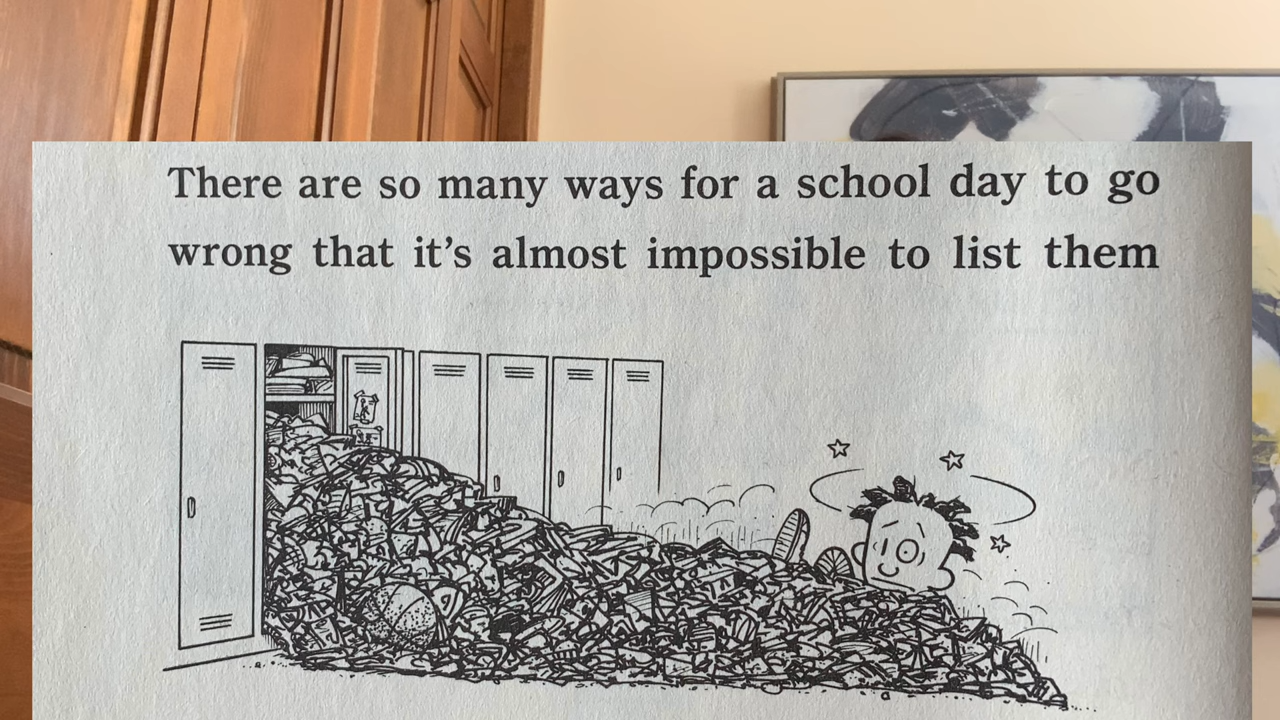 There are so many ways for a school day to go
wrong that it's almost impossible to list them